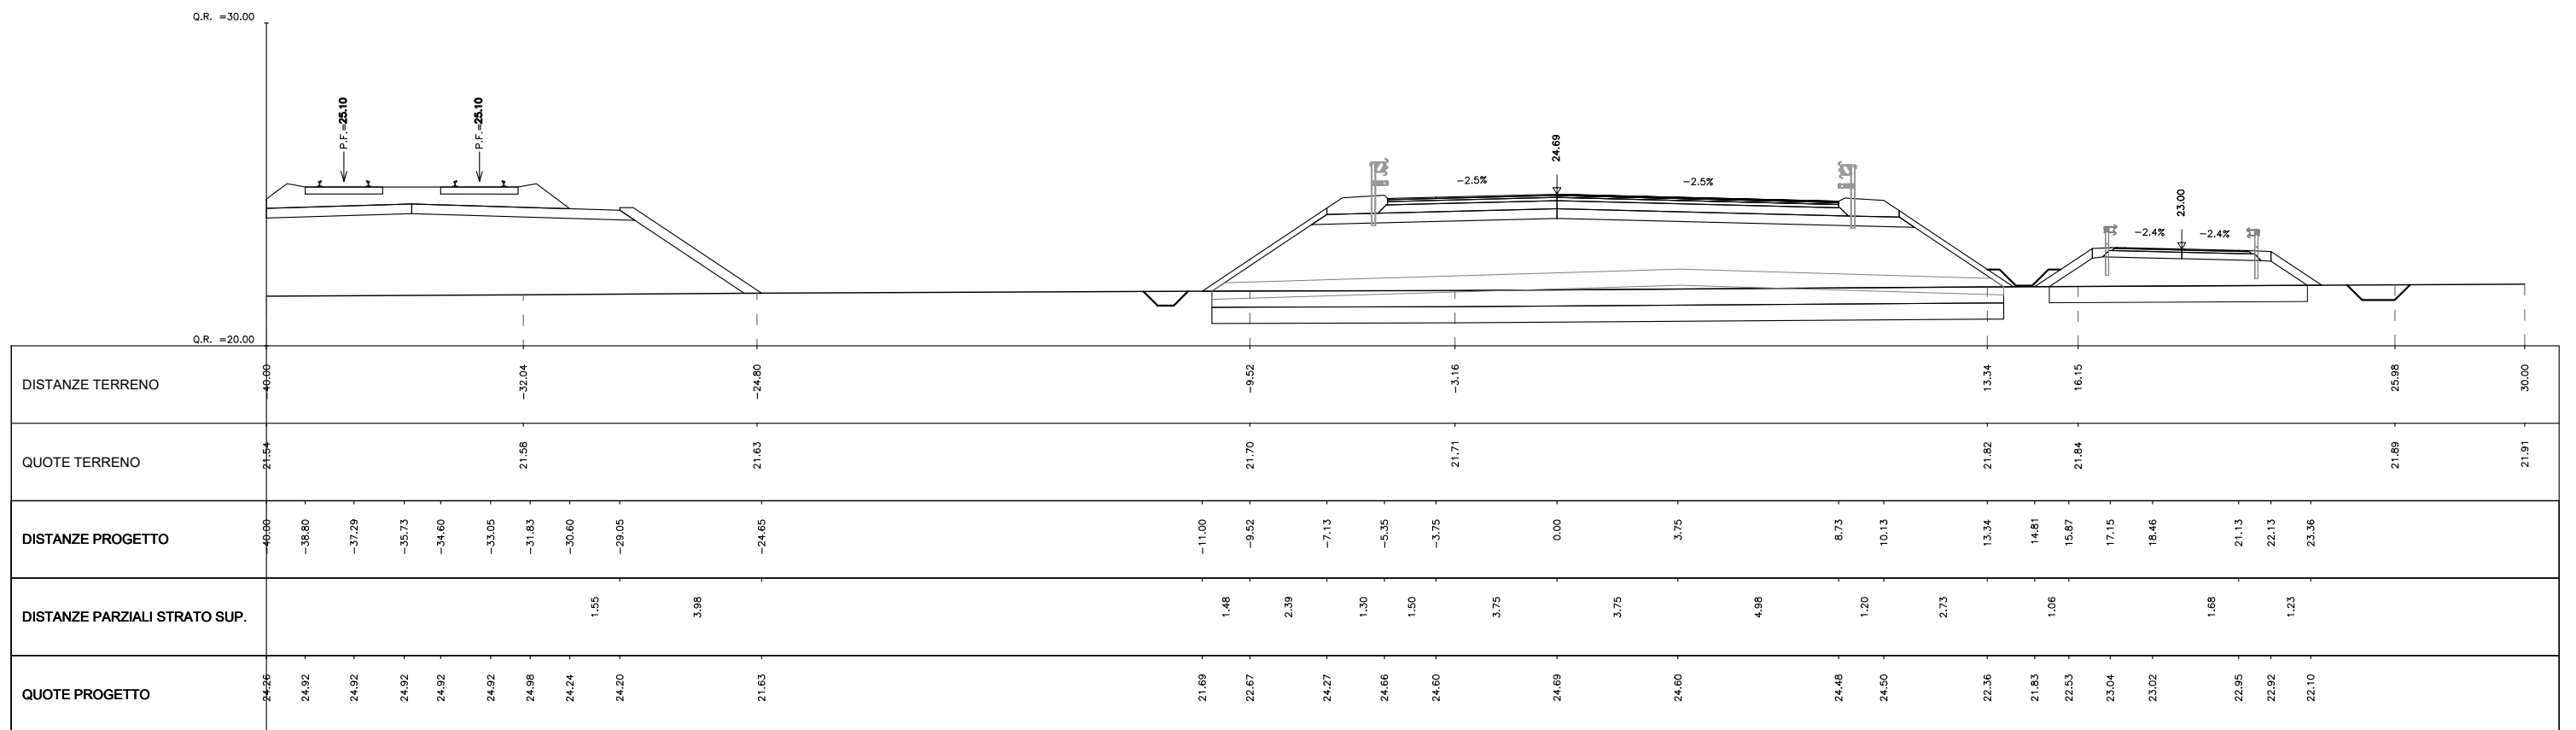 Q.R. =30.00
P.F.=25.10
P.F.=25.10
24.69
-2.5%
-2.5%
23.00
-2.4%
-2.4%
Q.R. =20.00
DISTANZE TERRENO
-40.00 -32.04 -24.80 -9.52 -3.16 13.34 16.15 25.98 30.00
QUOTE TERRENO
21.54 21.58 21.63 21.70 21.71 21.82 21.84 21.89 21.91
DISTANZE PROGETTO
-40.00 -38.80 -37.29 -35.73 -34.60 -33.05 -31.83 -30.60 -29.05 -24.65 -11.00 -9.52 -7.13 -5.35 -3.75 0.00 3.75 8.73 10.13 13.34 14.81 15.87 17.15 18.46 21.13 22.13 23.36
DISTANZE PARZIALI STRATO SUP.
1.55 3.98 1.48 2.39 1.30 1.50 3.75 3.75 4.98 1.20 2.73 1.06 1.68 1.23
QUOTE PROGETTO
24.26 24.92 24.92 24.92 24.92 24.92 24.98 24.24 24.20 21.63 21.69 22.67 24.27 24.66 24.60 24.69 24.60 24.48 24.50 22.36 21.83 22.53 23.04 23.02 22.95 22.92 22.10